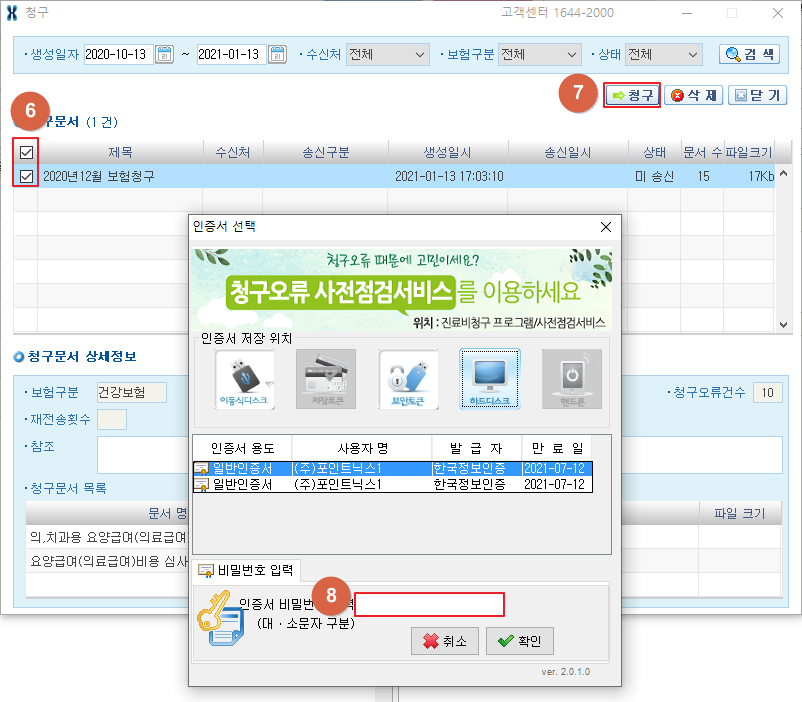 청구
고객센터 1644-2000
· 생성일자 2020-10-13 ~ 2021-01-13 · 수신처 전체 · 보험구분 전체 · 상태 전체 검 색
7
청구 삭 제 닫 기
6
구문서 (1 건)
제목 수신처 송신구분 생성일시 송신일시 상태 문서 수 파일크기
2020년12월 보험청구 2021-01-13 17:03:10 미 송신 15 17Kb
인증서 선택
청구오류 때문에 고민이세요?
청구오류 사전점검서비스를 이용하세요
위치 : 진료비청구 프로그램/사전점검서비스
인증서 저장 위치
이동식디스크 저장토큰 보안토큰 하드디스크 핸드폰
청구문서 상세정보
· 보험구분 건강보험 · 청구오류건수 10
· 재전송횟수
· 참조
인증서 용도 사용자 명 발 급 자 만 료 일
일반인증서 (주)포인트닉스1 한국정보인증 2021-07-12
일반인증서 (주)포인트닉스1 한국정보인증 2021-07-12
· 청구문서 목록
문서 명 파일 크기
의,치과용 요양급여(의료급여)
요양급여(의료급여)비용 심사
비밀번호 입력
8
인증서 비밀번 력
(대 · 소문자 구분)
취소 확인
ver. 2.0.1.0